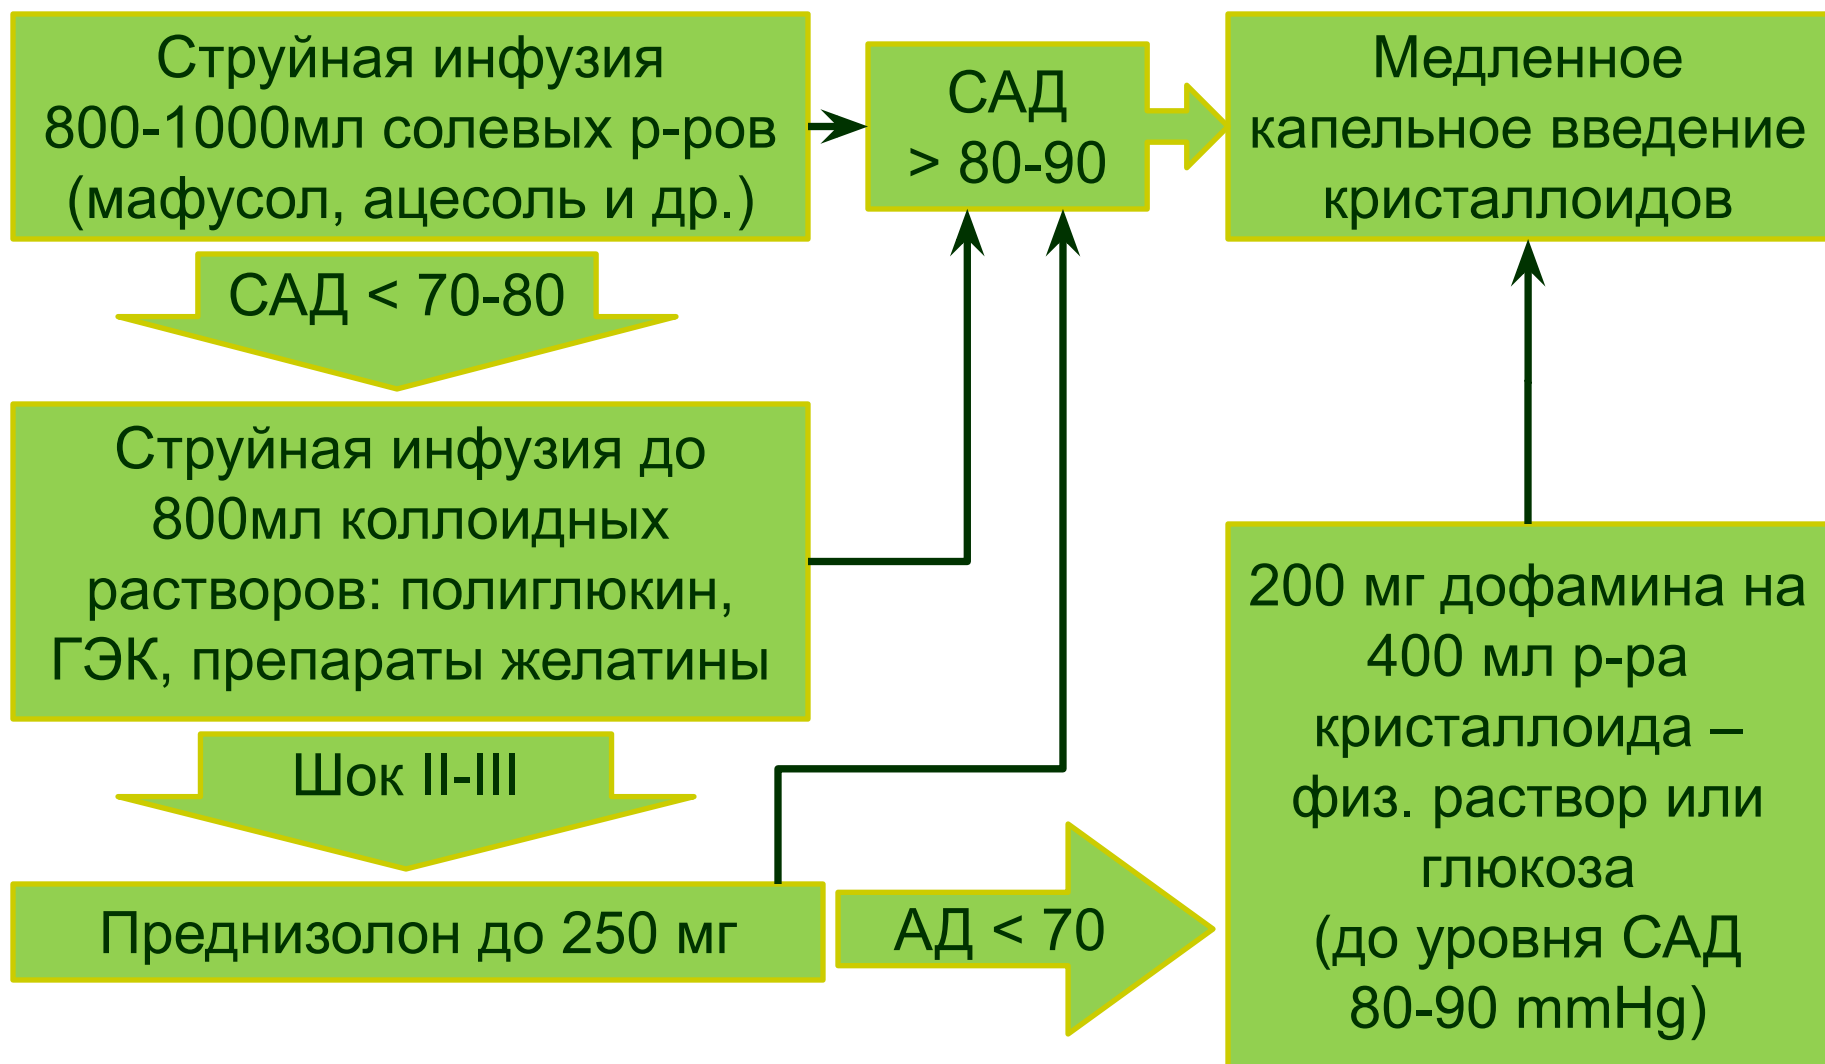 Струйная инфузия
800-1000мл солевых р-ров
(мафусол, ацесоль и др.)
САД
> 80-90
Медленное
капельное введение
кристаллоидов
САД < 70-80
Струйная инфузия до
800мл коллоидных
растворов: полиглюкин,
ГЭК, препараты желатины
Шок II-III
Преднизолон до 250 мг
АД < 70
200 мг дофамина на
400 мл р-ра
кристаллоида –
физ. раствор или
глюкоза
(до уровня САД
80-90 mmHg)